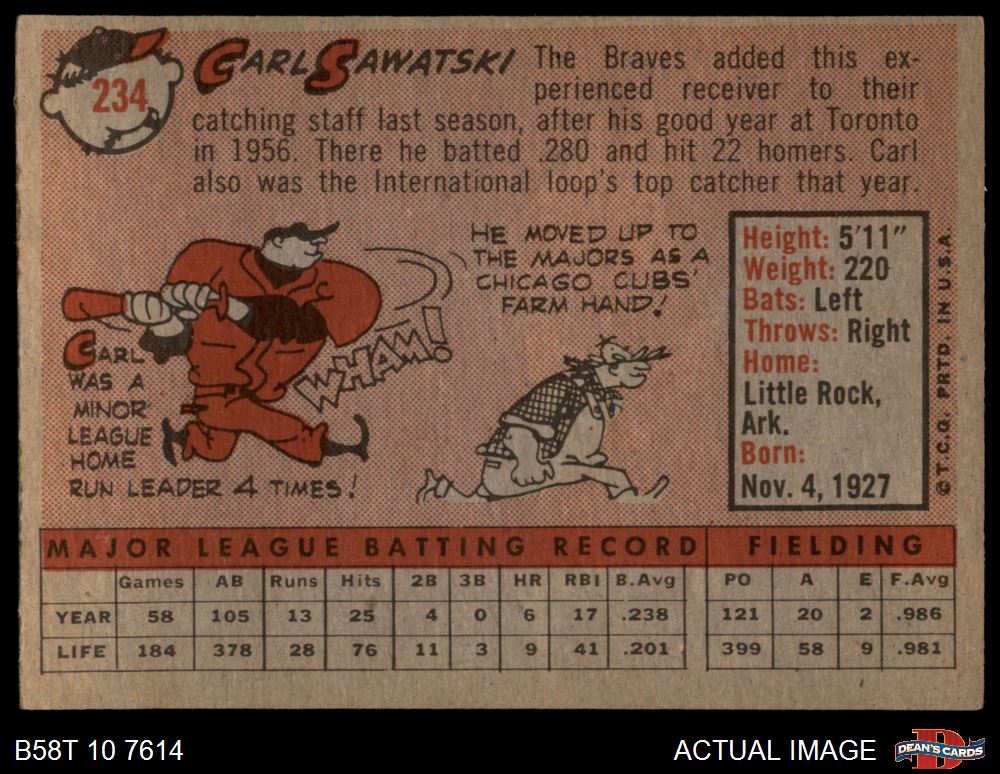 234
CARL SAWATSKI The Braves added this ex-
perienced receiver to their
catching staff last season, after his good year at Toronto
in 1956. There he batted .280 and hit 22 homers. Carl
also was the International loop's top catcher that year.
CARL
WAS A
MINOR
LEAGUE
HOME
RUN LEADER 4 TIMES!
WHAM!
HE MOVED UP TO
THE MAJORS AS A
CHICAGO CUBS'
FARM HAND!
Height: 5'11"
Weight: 220
Bats: Left
Throws: Right
Home:
Little Rock,
Ark.
Born:
Nov. 4, 1927
© T.C.G. PRTD. IN U.S.A.
MAJOR LEAGUE BATTING RECORD FIELDING
Games AB Runs Hits 2B 3B HR RBI B.Avg PO A E F.Avg
YEAR 58 105 13 25 4 0 6 17 .238 121 20 2 .986
LIFE 184 378 28 76 11 3 9 41 .201 399 58 9 .981
B58T 10 7614
ACTUAL IMAGE
D
DEAN'S CARDS